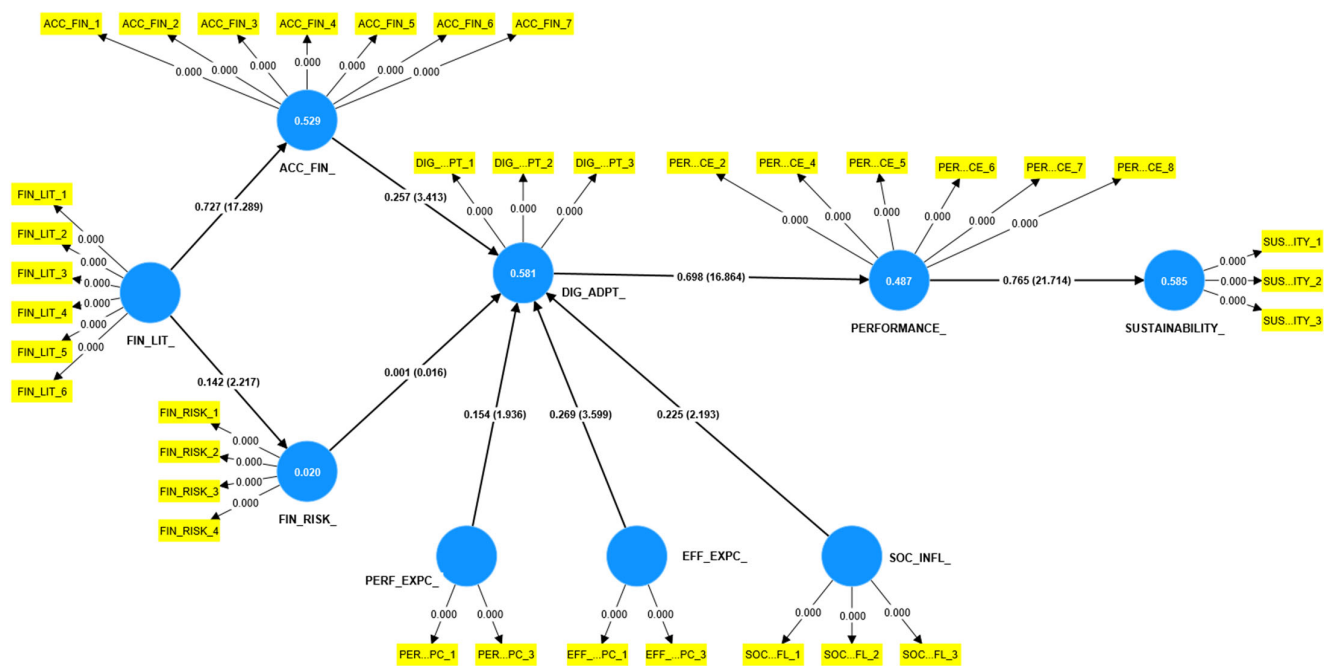 ACC_FIN_1 ACC_FIN_2 ACC_FIN_3 ACC_FIN_4 ACC_FIN_5 ACC_FIN_6 ACC_FIN_7
0.000 0.000 0.000 0.000 0.000 0.000 0.000
0.529
ACC_FIN_
DIG_...PT_1 DIG_...PT_2 DIG_...PT_3
0.000 0.000 0.000
PER...CE_2 PER...CE_4 PER...CE_5 PER...CE_6 PER...CE_7 PER...CE_8
0.000 0.000 0.000 0.000 0.000 0.000
FIN_LIT_1
FIN_LIT_2
FIN_LIT_3
FIN_LIT_4
FIN_LIT_5
FIN_LIT_6
0.000
0.000
0.000
0.000
0.000
0.000
FIN_LIT_
0.727 (17.289)
0.257 (3.413)
0.581
DIG_ADPT_
0.698 (16.864)
0.487
PERFORMANCE_
0.765 (21.714)
0.585
SUSTAINABILITY_
0.000
0.000
0.000
SUS...ITY_1
SUS...ITY_2
SUS...ITY_3
0.142 (2.217)
0.001 (0.016)
0.154 (1.936)
0.269 (3.599)
0.225 (2.193)
FIN_RISK_1
FIN_RISK_2
FIN_RISK_3
FIN_RISK_4
0.000
0.000
0.000
0.000
0.020
FIN_RISK_
PERF_EXPC_
EFF_EXPC_
SOC_INFL_
0.000 0.000 0.000 0.000 0.000 0.000 0.000
PER...PC_1 PER...PC_3 EFF_...PC_1 EFF_...PC_3 SOC...FL_1 SOC...FL_2 SOC...FL_3